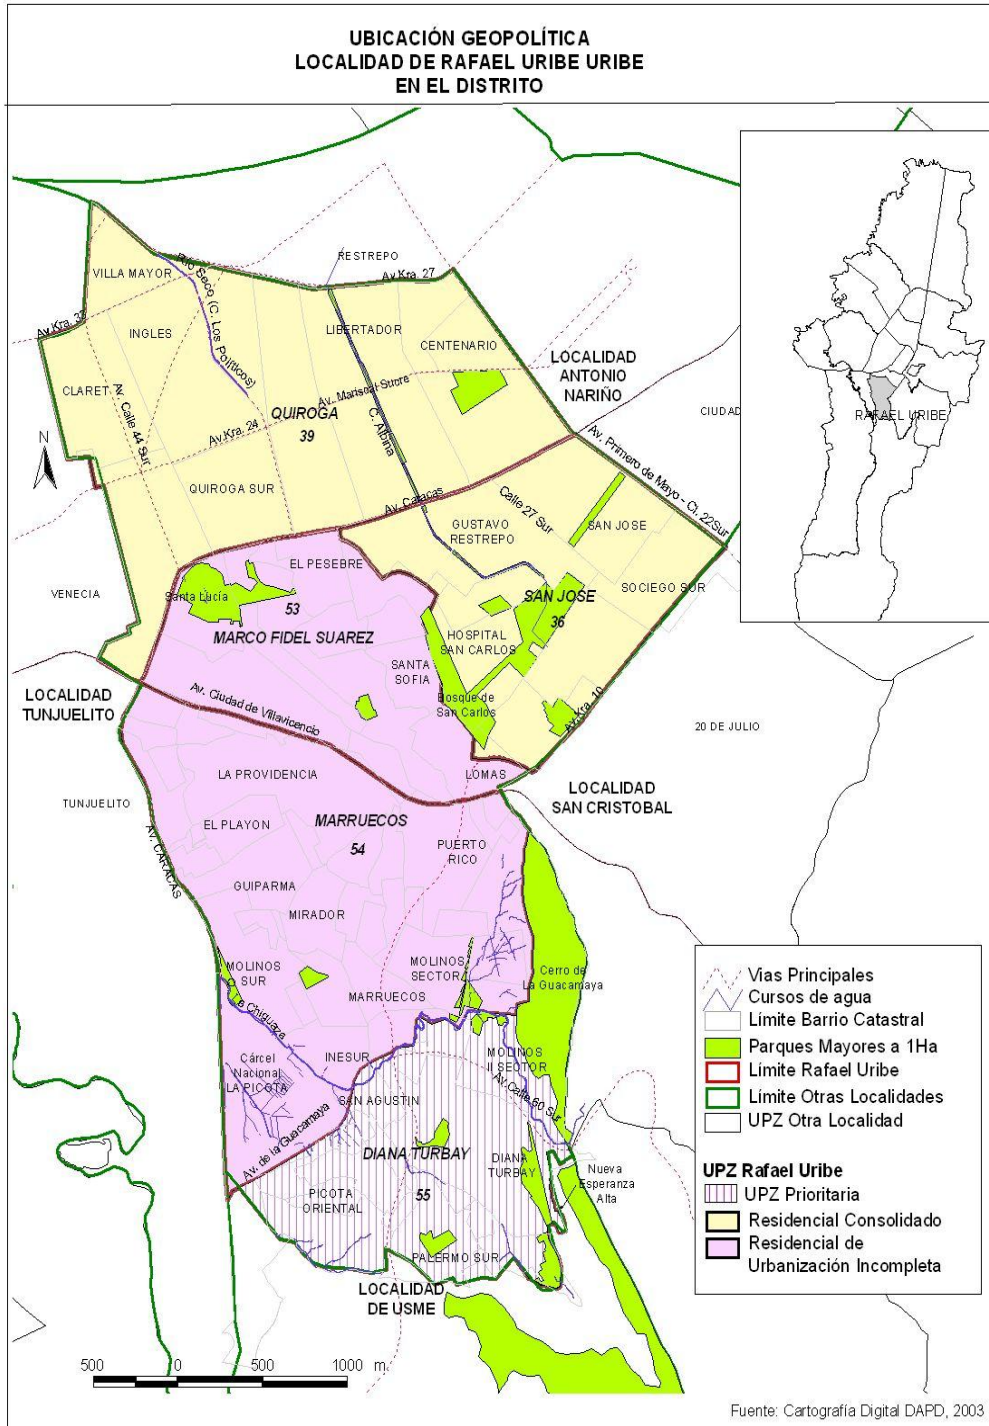 UBICACIÓN GEOPOLÍTICA
LOCALIDAD DE RAFAEL URIBE URIBE
EN EL DISTRITO
RAFAEL URIBE
RESTREPO
VILLA MAYOR
Río Seco (C. Los Políticos)
Av.Kra. 27
Av.Kra. 33
INGLES
LIBERTADOR
CENTENARIO
LOCALIDAD
ANTONIO
NARIÑO
CLARET
Av. Calle 44 Sur
Av. Mariscal Sucre
QUIROGA
39
Av.Kra. 24
C. Albina
CIUDAD
Av. Primero de Mayo - Cl. 22Sur
N
QUIROGA SUR
Av. Caracas
Calle 27 Sur
GUSTAVO
RESTREPO
SAN JOSE
EL PESEBRE
VENECIA
Santa Lucía
53
MARCO FIDEL SUAREZ
SAN JOSE
36
SOCIEGO SUR
HOSPITAL
SAN CARLOS
SANTA
SOFIA
Bosque de
San Carlos
Av.Kra. 10
LOCALIDAD
TUNJUELITO
Av. Ciudad de Villavicencio
20 DE JULIO
LA PROVIDENCIA
LOMAS
LOCALIDAD
SAN CRISTOBAL
TUNJUELITO
Av. CARACAS
EL PLAYON
MARRUECOS
54
PUERTO
RICO
GUIPARMA
MIRADOR
MOLINOS
SUR
MOLINOS
SECTOR
Cerro de
La Guacamaya
MARRUECOS
Chiguaza
Cárcel
Nacional
LA PICOTA
INESUR
MOLINOS
II SECTOR
Av.Calle 60 Sur
SAN AGUSTIN
Av. de la Guacamaya
DIANA TURBAY
55
DIANA
TURBAY
Nueva
Esperanza
Alta
PICOTA
ORIENTAL
PALERMO SUR
LOCALIDAD
DE USME
Vias Principales
Cursos de agua
Límite Barrio Catastral
Parques Mayores a 1Ha
Límite Rafael Uribe
Límite Otras Localidades
UPZ Otra Localidad
UPZ Rafael Uribe
UPZ Prioritaria
Residencial Consolidado
Residencial de
Urbanización Incompleta
500 0 500 1000 m.
Fuente: Cartografía Digital DAPD, 2003